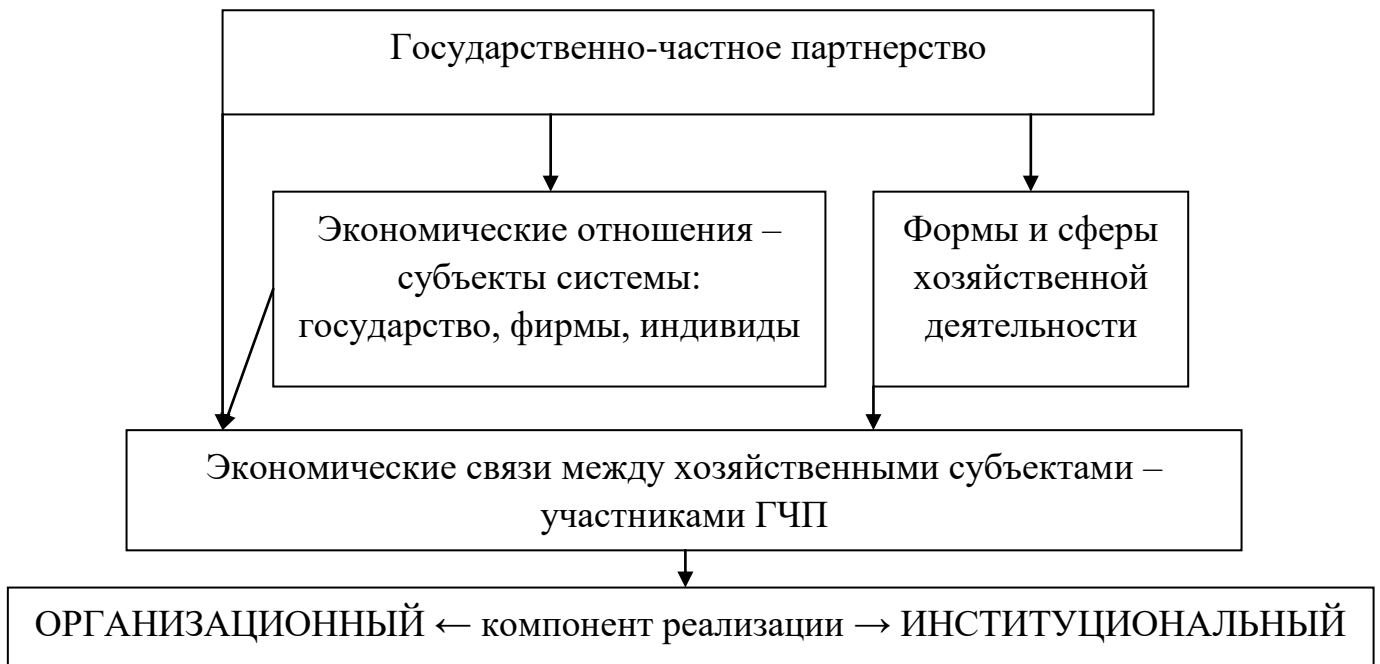 Государственно-частное партнерство
Экономические отношения –
субъекты системы:
государство, фирмы, индивиды
Формы и сферы
хозяйственной
деятельности
Экономические связи между хозяйственными субъектами –
участниками ГЧП
ОРГАНИЗАЦИОННЫЙ ← компонент реализации → ИНСТИТУЦИОНАЛЬНЫЙ